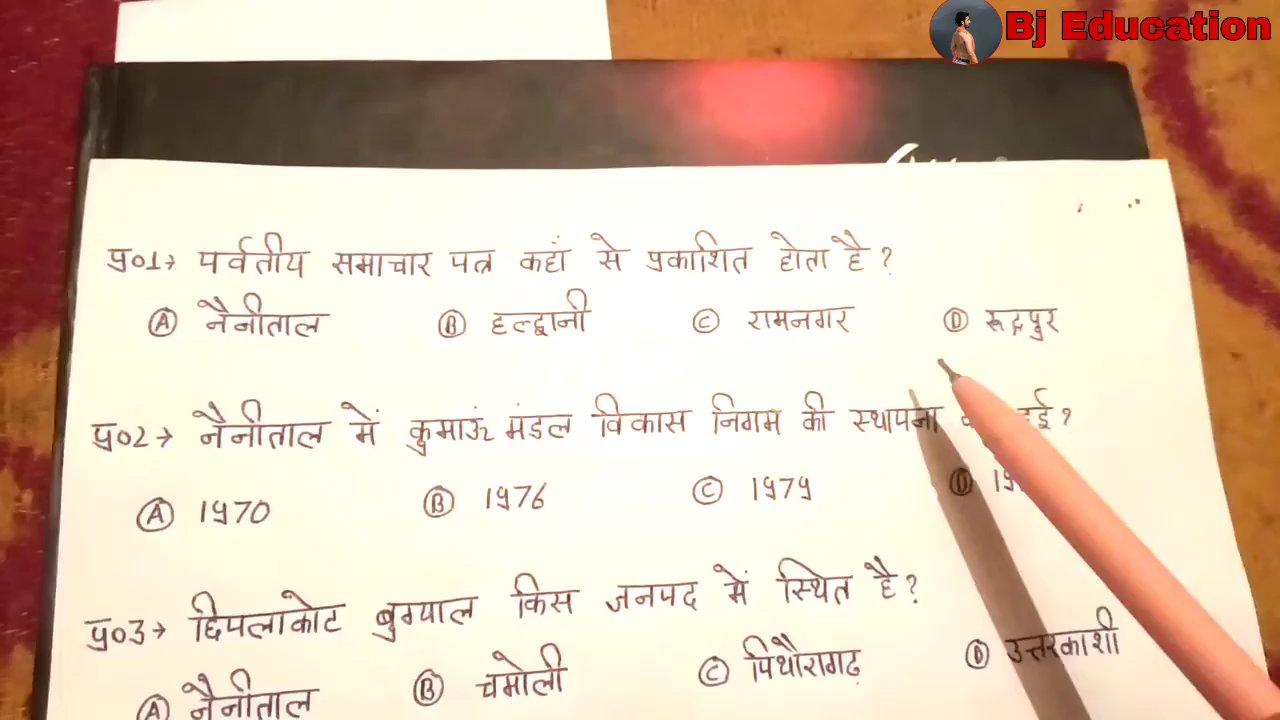 Bj Education
प्र01→ पर्वतीय समाचार पत्र कहाँ से प्रकाशित होता है ?
Ⓐ नैनीताल Ⓑ हल्द्वानी Ⓒ रामनगर Ⓓ रूद्रपुर
प्र02→ नैनीताल में कुमाऊं मंडल विकास निगम की स्थापना हुई ?
Ⓐ 1970 Ⓑ 1976 Ⓒ 1979 Ⓓ
प्र03→ छिपलाकोट बुग्याल किस जनपद में स्थित है ?
Ⓐ नैनीताल Ⓑ चमोली Ⓒ पिथौरागढ़ Ⓓ उत्तरकाशी